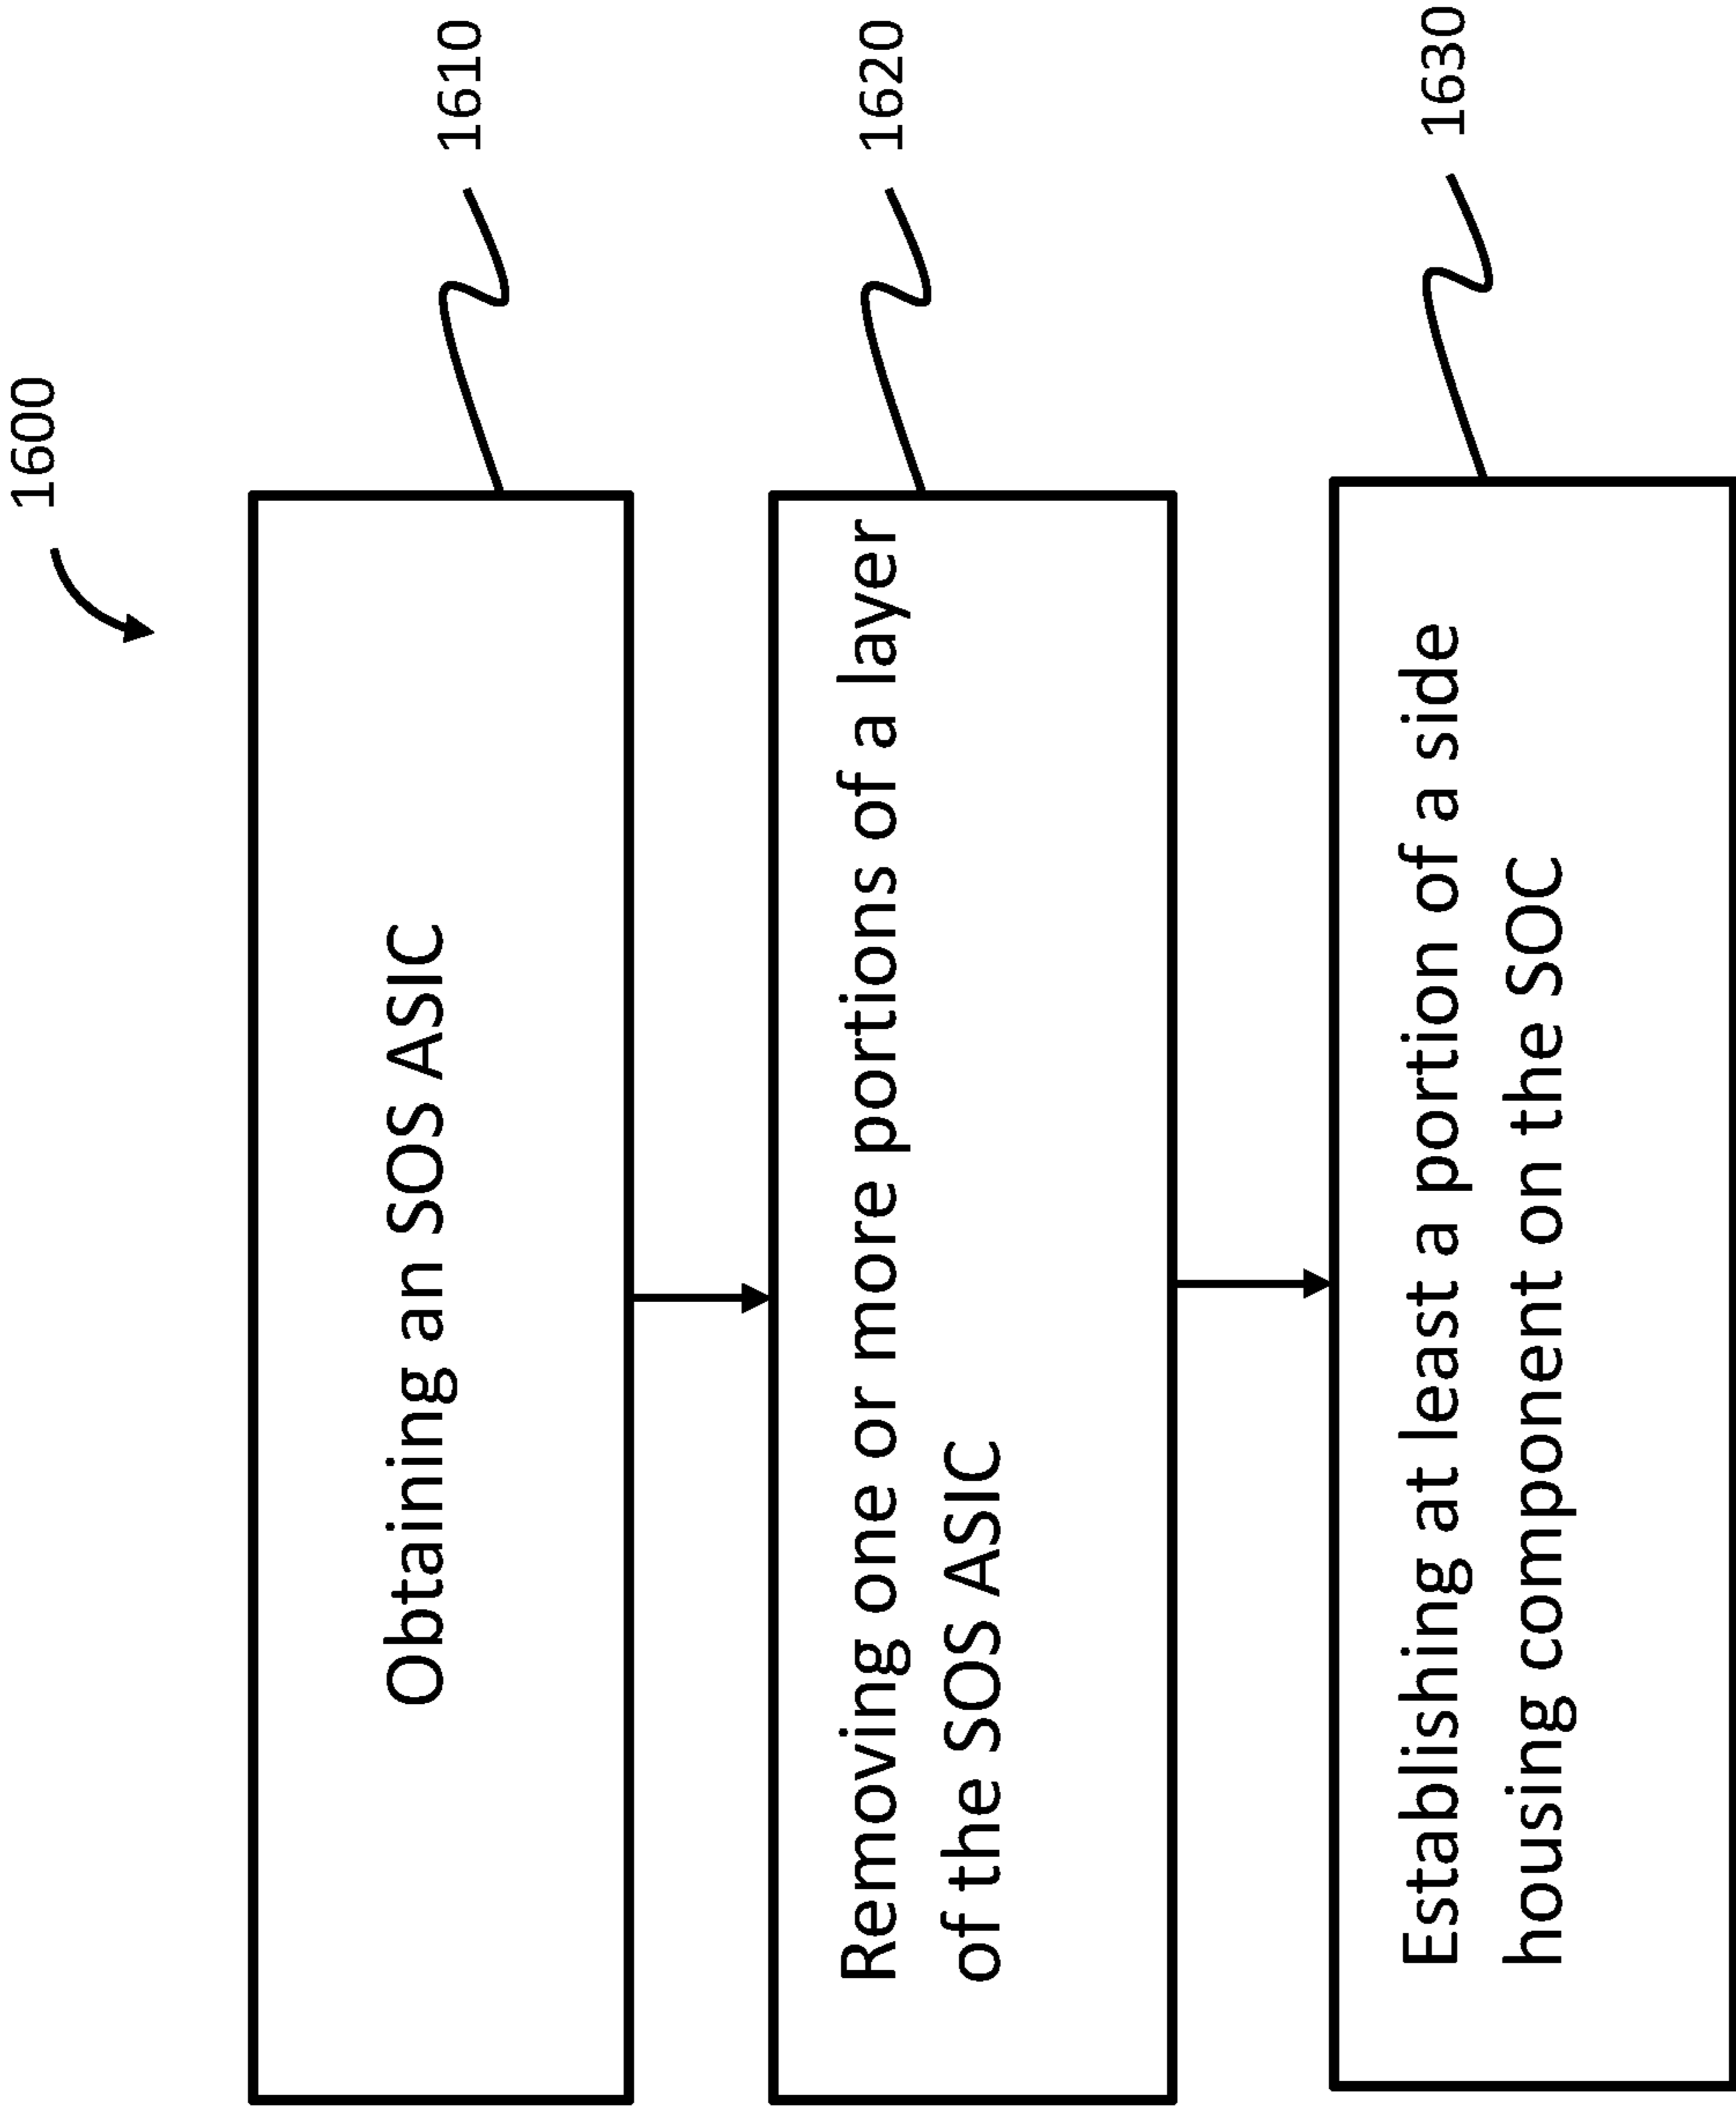 1600
Obtaining an SOS ASIC
1610
Removing one or more portions of a layer
of the SOS ASIC
1620
Establishing at least a portion of a side
housing component on the SOC
1630